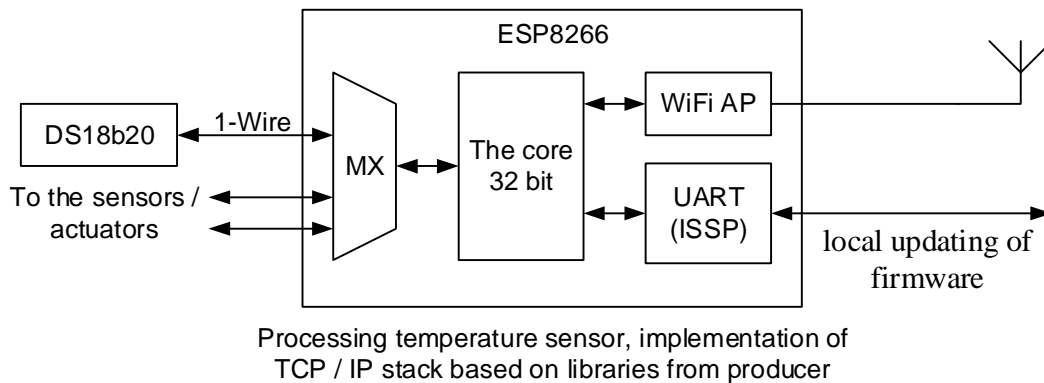 ESP8266
DS18b20
1-Wire
To the sensors /
actuators
MX
The core
32 bit
WiFi AP
UART
(ISSP)
local updating of
firmware
Processing temperature sensor, implementation of
TCP / IP stack based on libraries from producer